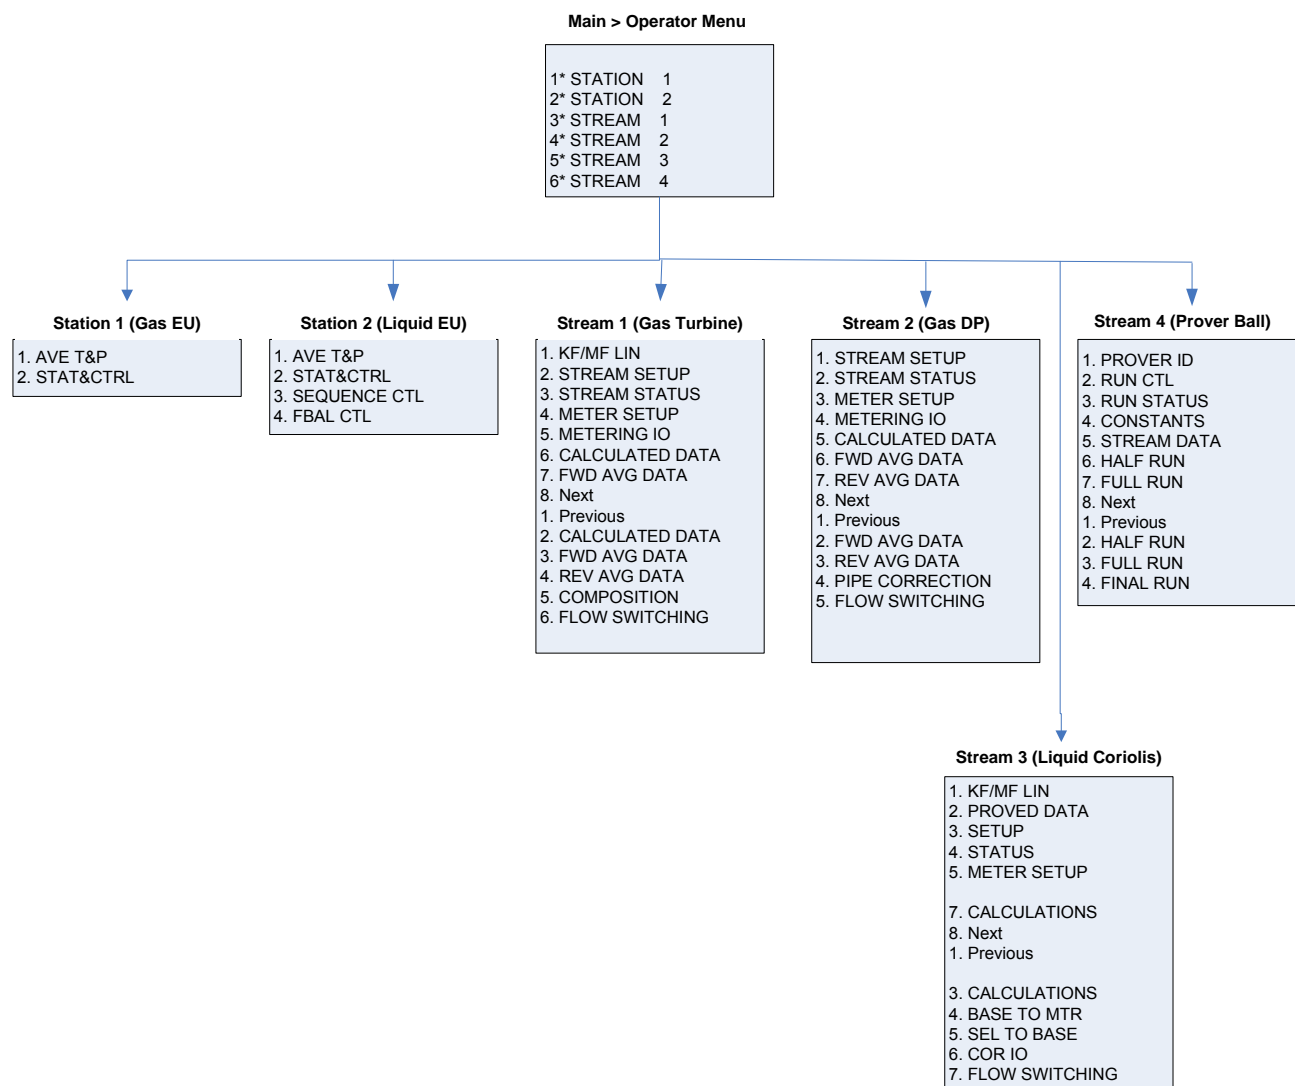 Main > Operator Menu
1* STATION 1
2* STATION 2
3* STREAM 1
4* STREAM 2
5* STREAM 3
6* STREAM 4
Station 1 (Gas EU)
1. AVE T&P
2. STAT&CTRL
Station 2 (Liquid EU)
1. AVE T&P
2. STAT&CTRL
3. SEQUENCE CTL
4. FBAL CTL
Stream 1 (Gas Turbine)
1. KF/MF LIN
2. STREAM SETUP
3. STREAM STATUS
4. METER SETUP
5. METERING IO
6. CALCULATED DATA
7. FWD AVG DATA
8. Next
1. Previous
2. CALCULATED DATA
3. FWD AVG DATA
4. REV AVG DATA
5. COMPOSITION
6. FLOW SWITCHING
Stream 2 (Gas DP)
1. STREAM SETUP
2. STREAM STATUS
3. METER SETUP
4. METERING IO
5. CALCULATED DATA
6. FWD AVG DATA
7. REV AVG DATA
8. Next
1. Previous
2. FWD AVG DATA
3. REV AVG DATA
4. PIPE CORRECTION
5. FLOW SWITCHING
Stream 4 (Prover Ball)
1. PROVER ID
2. RUN CTL
3. RUN STATUS
4. CONSTANTS
5. STREAM DATA
6. HALF RUN
7. FULL RUN
8. Next
1. Previous
2. HALF RUN
3. FULL RUN
4. FINAL RUN
Stream 3 (Liquid Coriolis)
1. KF/MF LIN
2. PROVED DATA
3. SETUP
4. STATUS
5. METER SETUP
7. CALCULATIONS
8. Next
1. Previous
3. CALCULATIONS
4. BASE TO MTR
5. SEL TO BASE
6. COR IO
7. FLOW SWITCHING